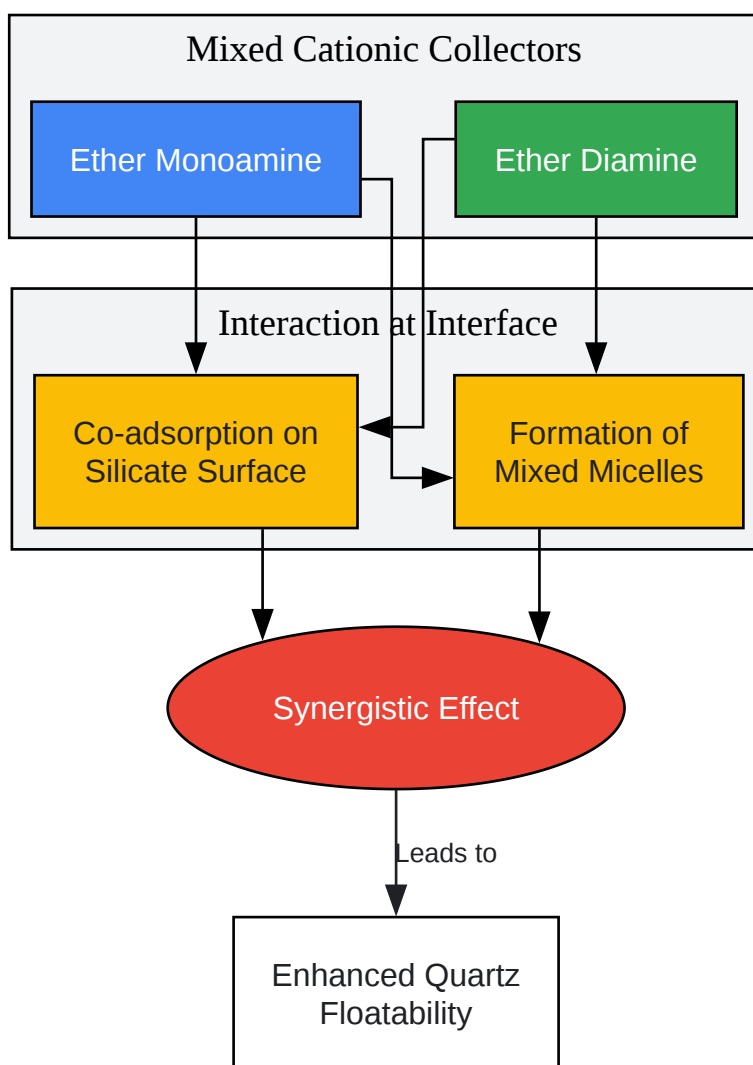 Mixed Cationic Collectors
Ether Monoamine
Ether Diamine
Interaction at Interface
Co-adsorption on
Silicate Surface
Formation of
Mixed Micelles
Synergistic Effect
Leads to
Enhanced Quartz
Floatability